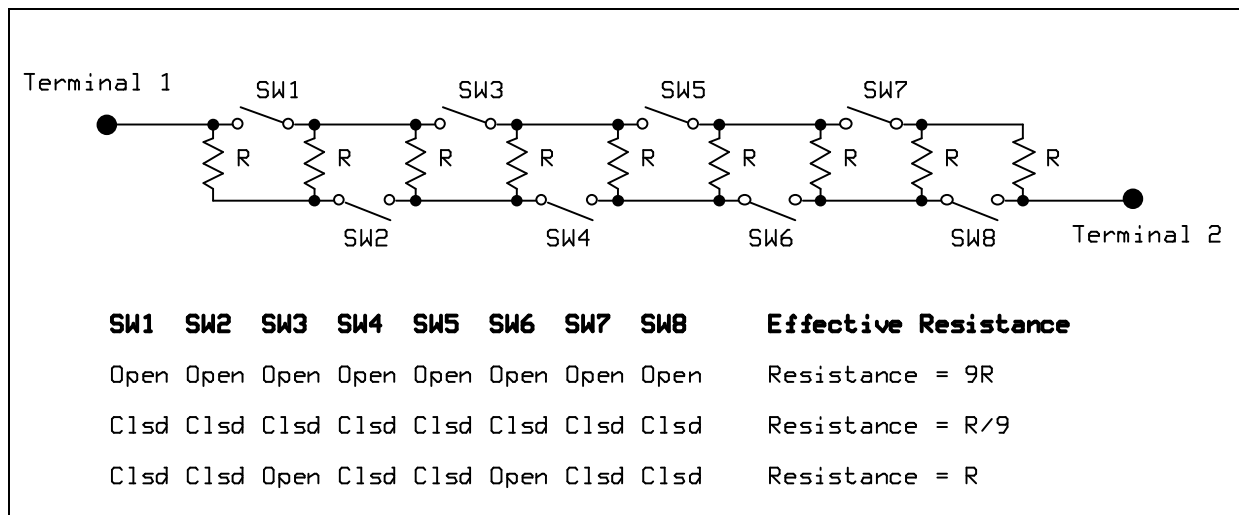 Terminal 1
SW1 SW3 SW5 SW7
R R R R R R R R R
SW2 SW4 SW6 SW8
Terminal 2
SW1 SW2 SW3 SW4 SW5 SW6 SW7 SW8 Effective Resistance
Open Open Open Open Open Open Open Open Resistance = 9R
Clsd Clsd Clsd Clsd Clsd Clsd Clsd Clsd Resistance = R/9
Clsd Clsd Open Clsd Clsd Open Clsd Clsd Resistance = R